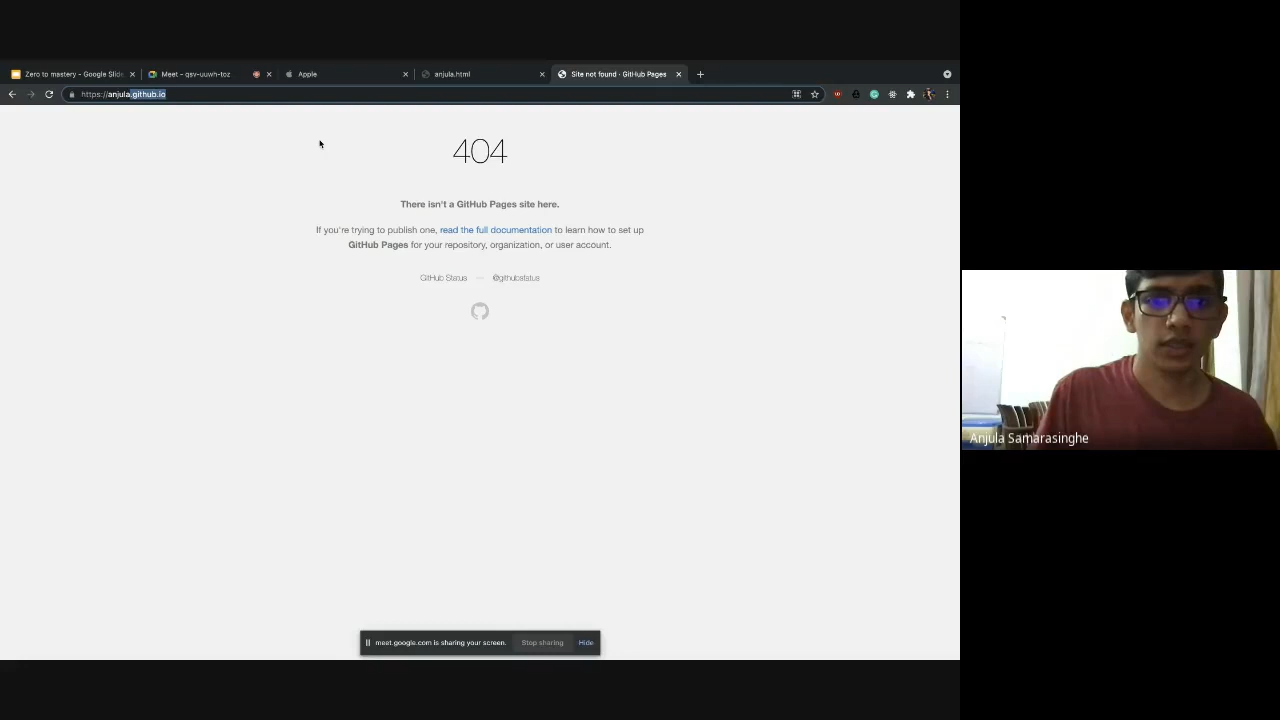 Zero to mastery - Google Slide
Meet - qsv-uuwh-toz
Apple
anjula.html
Site not found · GitHub Pages
https://anjula.github.io
404
There isn't a GitHub Pages site here.
If you're trying to publish one, read the full documentation to learn how to set up
GitHub Pages for your repository, organization, or user account.
GitHub Status — @githubstatus
Anjula Samarasinghe
meet.google.com is sharing your screen. Stop sharing Hide